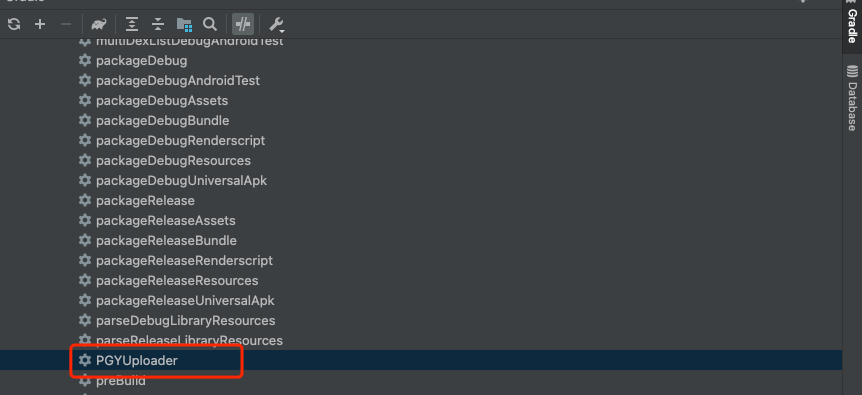 multiDexListDebugAndroidTest
packageDebug
packageDebugAndroidTest
packageDebugAssets
packageDebugBundle
packageDebugRenderscript
packageDebugResources
packageDebugUniversalApk
packageRelease
packageReleaseAssets
packageReleaseBundle
packageReleaseRenderscript
packageReleaseResources
packageReleaseUniversalApk
parseDebugLibraryResources
parseReleaseLibraryResources
PGYUploader
preBuild
Gradle
Database